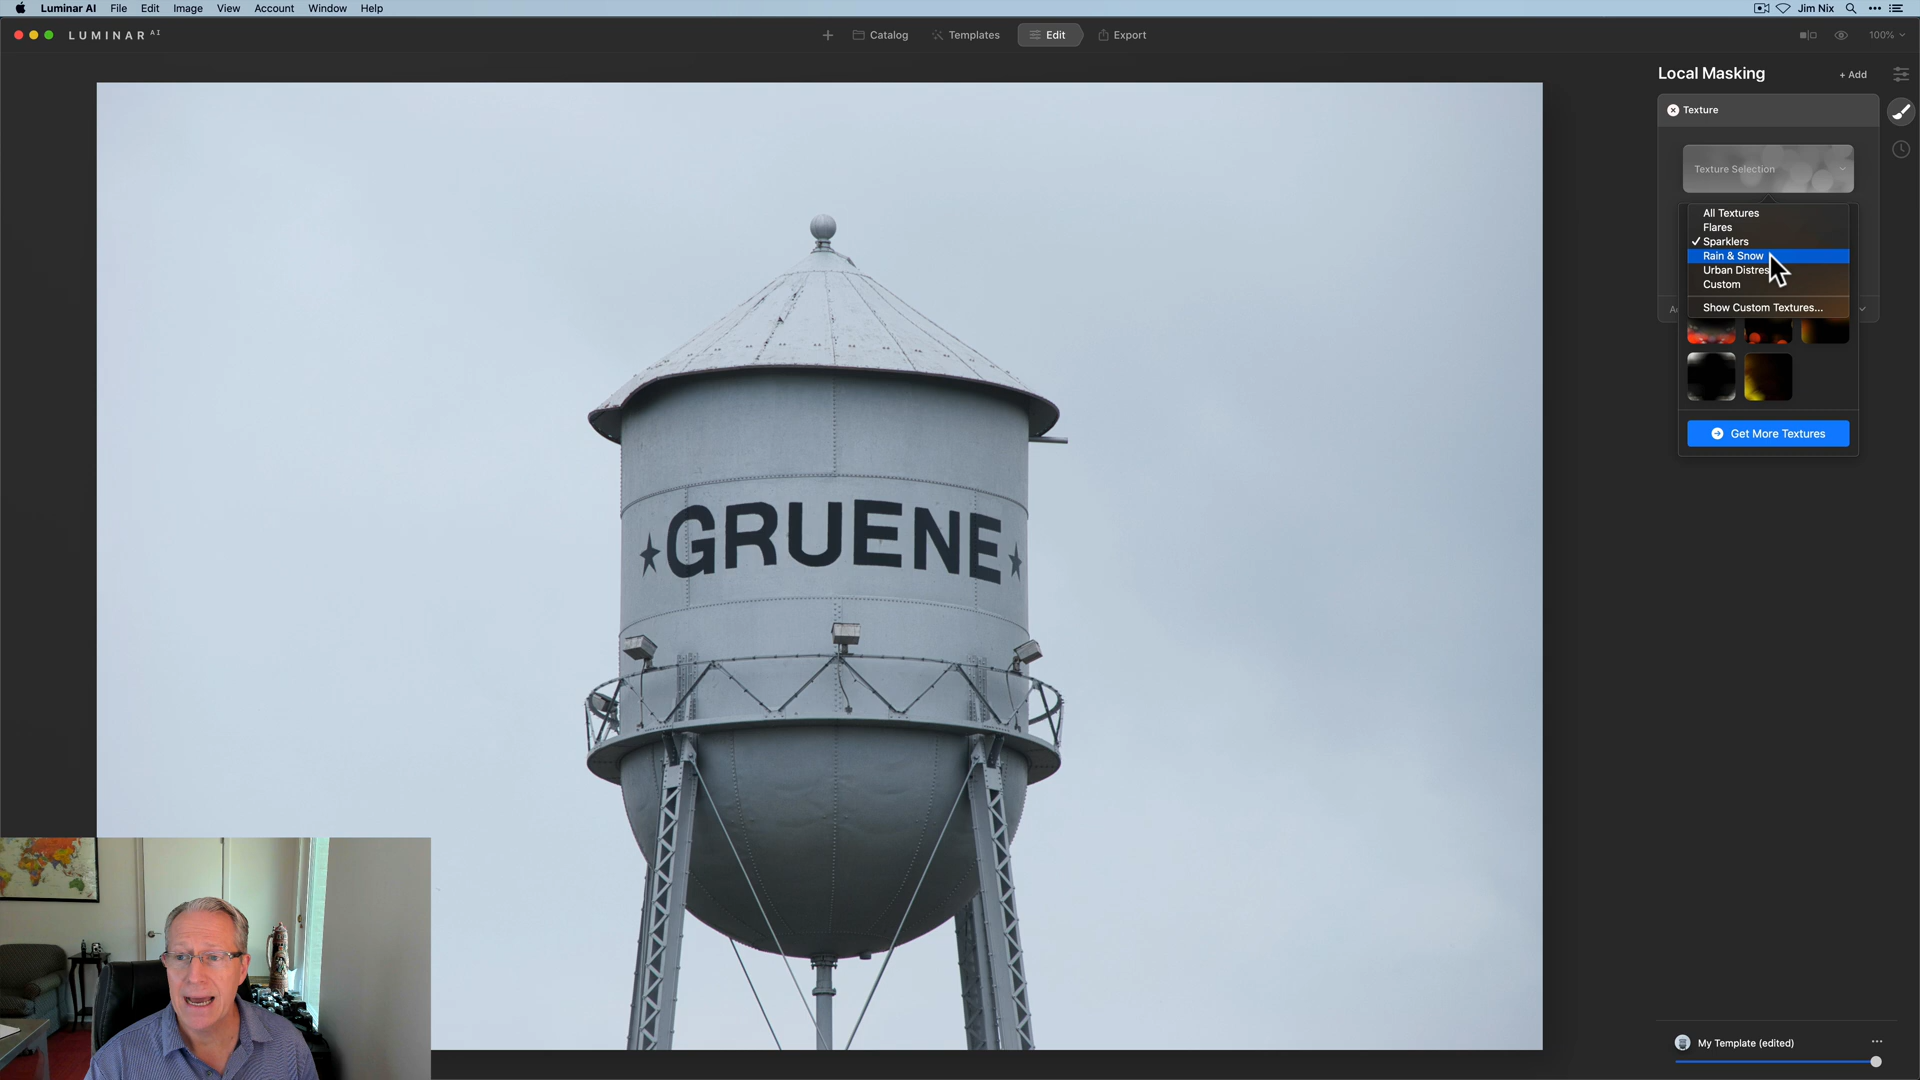 Luminar AI File Edit Image View Account Window Help Jim Nix
LUMINAR AI
Catalog Templates Edit Export 100%
Local Masking + Add
Texture
Texture Selection
All Textures
Flares
✓ Sparklers
Rain & Snow
Urban Distres
Custom
Show Custom Textures...
Get More Textures
★GRUENE★
My Template (edited)